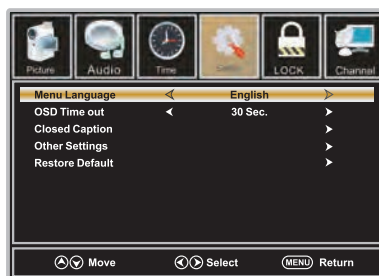 Picture Audio Time LOCK Channel
Menu Language English
OSD Time out 30 Sec.
Closed Caption
Other Settings
Restore Default
Move Select MENU Return